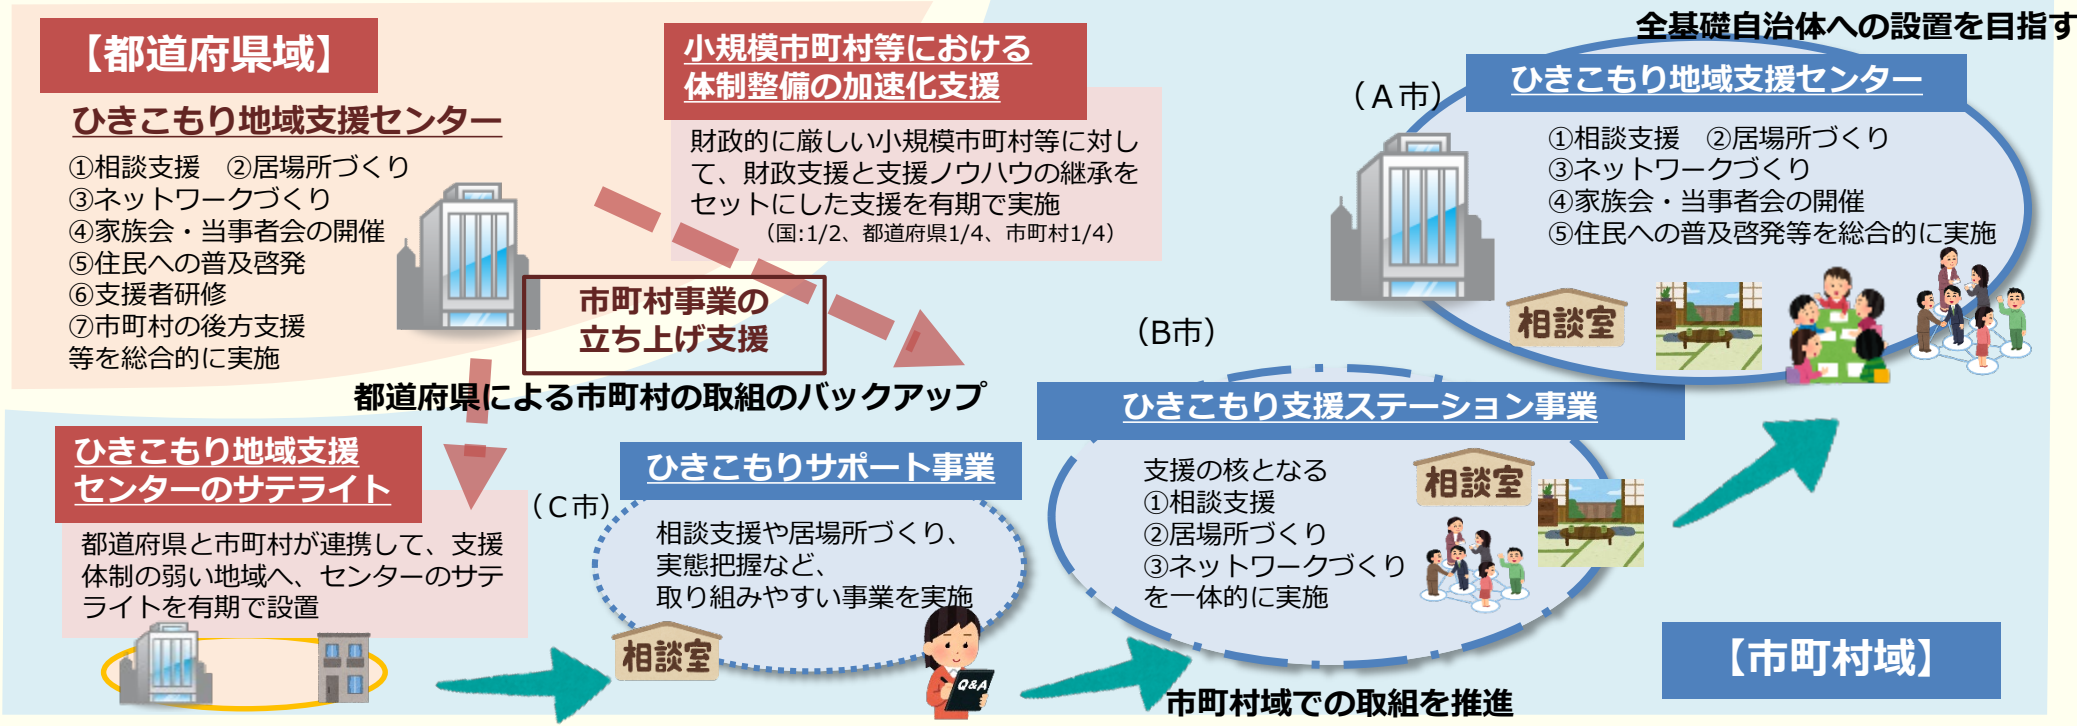 【都道府県域】
ひきこもり地域支援センター
①相談支援　②居場所づくり
③ネットワークづくり
④家族会・当事者会の開催
⑤住民への普及啓発
⑥支援者研修
⑦市町村の後方支援
等を総合的に実施
小規模市町村等における
体制整備の加速化支援
財政的に厳しい小規模市町村等に対し
て、財政支援と支援ノウハウの継承を
セットにした支援を有期で実施
（国:1/2、都道府県1/4、市町村1/4）
市町村事業の
立ち上げ支援
都道府県による市町村の取組のバックアップ
全基礎自治体への設置を目指す
（Ａ市）
ひきこもり地域支援センター
①相談支援　②居場所づくり
③ネットワークづくり
④家族会・当事者会の開催
⑤住民への普及啓発等を総合的に実施
相談室
ひきこもり地域支援
センターのサテライト
都道府県と市町村が連携して、支援
体制の弱い地域へ、センターのサテ
ライトを有期で設置
（Ｃ市）
ひきこもりサポート事業
相談支援や居場所づくり、
実態把握など、
取り組みやすい事業を実施
相談室
Q&A
（B市）
ひきこもり支援ステーション事業
支援の核となる
①相談支援
②居場所づくり
③ネットワークづくり
を一体的に実施
相談室
市町村域での取組を推進
【市町村域】